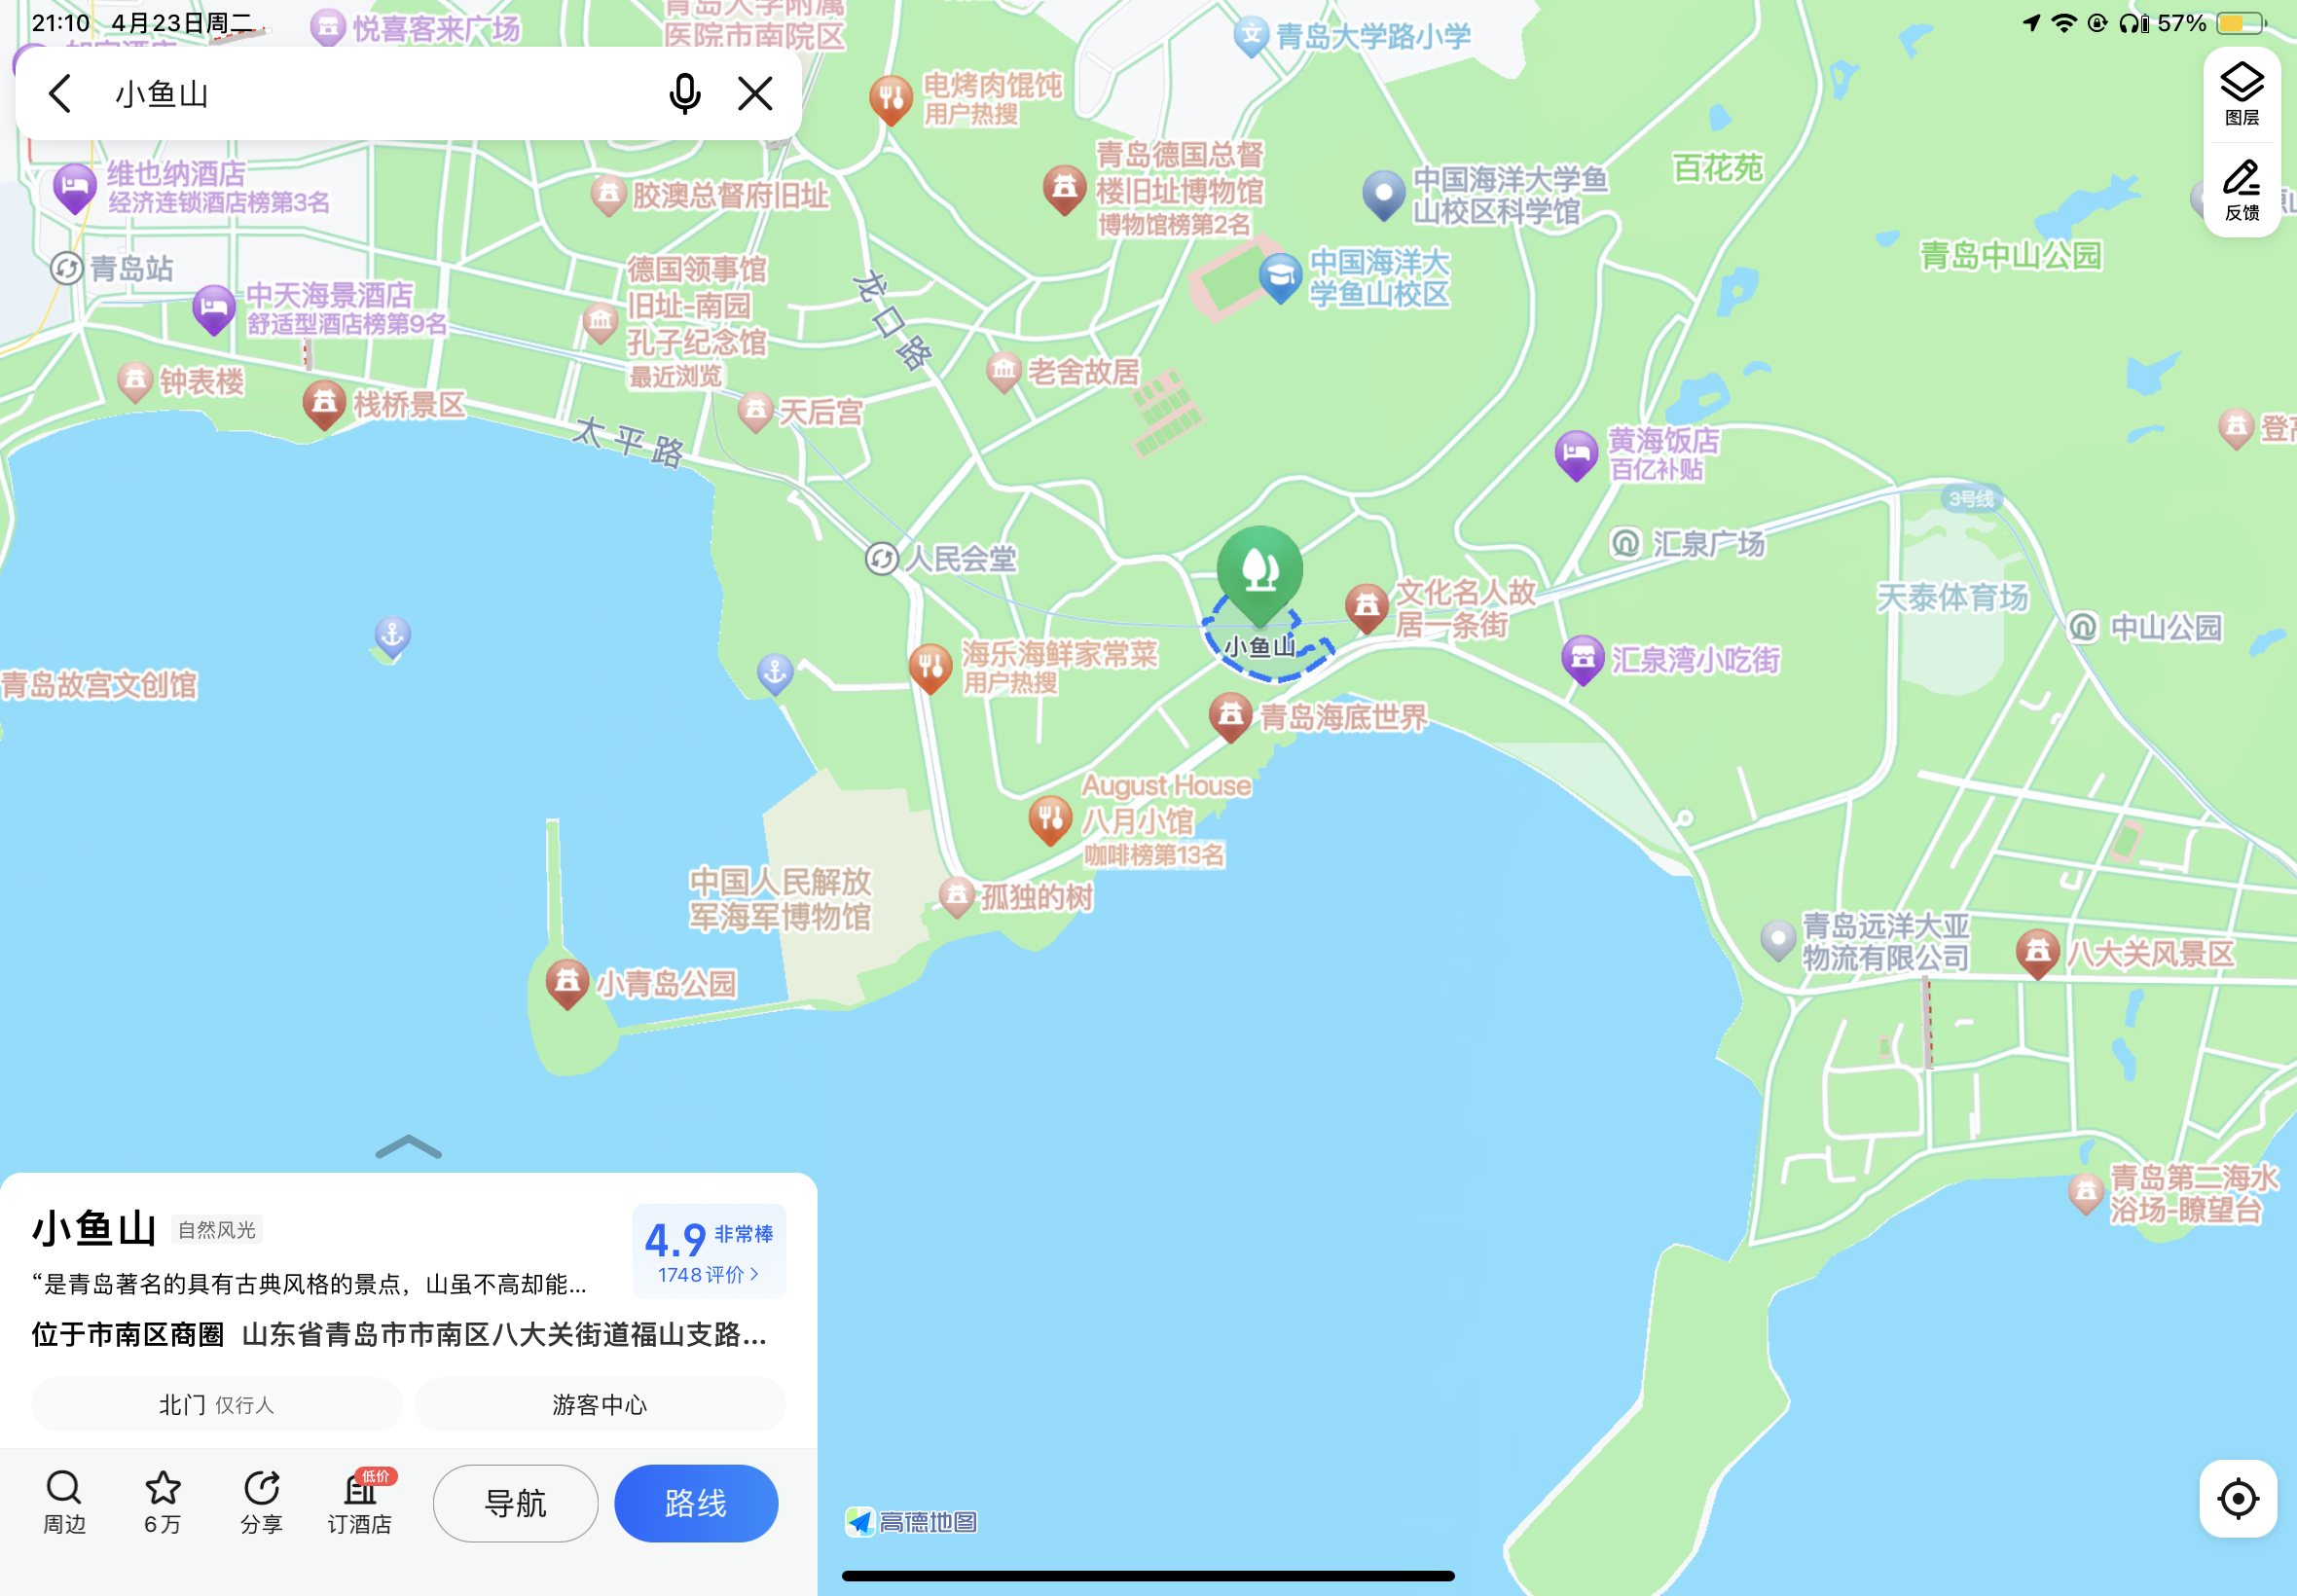 21:10 4月23日周二
57%
悦喜客来广场
医院市南院区
青岛大学路小学
小鱼山
电烤肉馄饨
用户热搜
图层
反馈
维也纳酒店
经济连锁酒店榜第3名
胶澳总督府旧址
青岛德国总督
楼旧址博物馆
博物馆榜第2名
中国海洋大学鱼
山校区科学馆
百花苑
青岛中山公园
青岛站
中天海景酒店
舒适型酒店榜第9名
德国领事馆
旧址-南园
孔子纪念馆
最近浏览
龙口路
中国海洋大
学鱼山校区
钟表楼
栈桥景区
天后宫
老舍故居
太平路
黄海饭店
百亿补贴
3号线
人民会堂
汇泉广场
天泰体育场
文化名人故
居一条街
小鱼山
中山公园
海乐海鲜家常菜
用户热搜
汇泉湾小吃街
青岛故宫文创馆
青岛海底世界
August House
八月小馆
咖啡榜第13名
中国人民解放
军海军博物馆
孤独的树
小青岛公园
青岛远洋大亚
物流有限公司
八大关风景区
青岛第二海水
浴场-瞭望台
小鱼山 自然风光
4.9 非常棒
1748评价
“是青岛著名的具有古典风格的景点，山虽不高却能...
位于市南区商圈 山东省青岛市市南区八大关街道福山支路...
北门 仅行人
游客中心
周边
6万
分享
低价
订酒店
导航
路线
高德地图